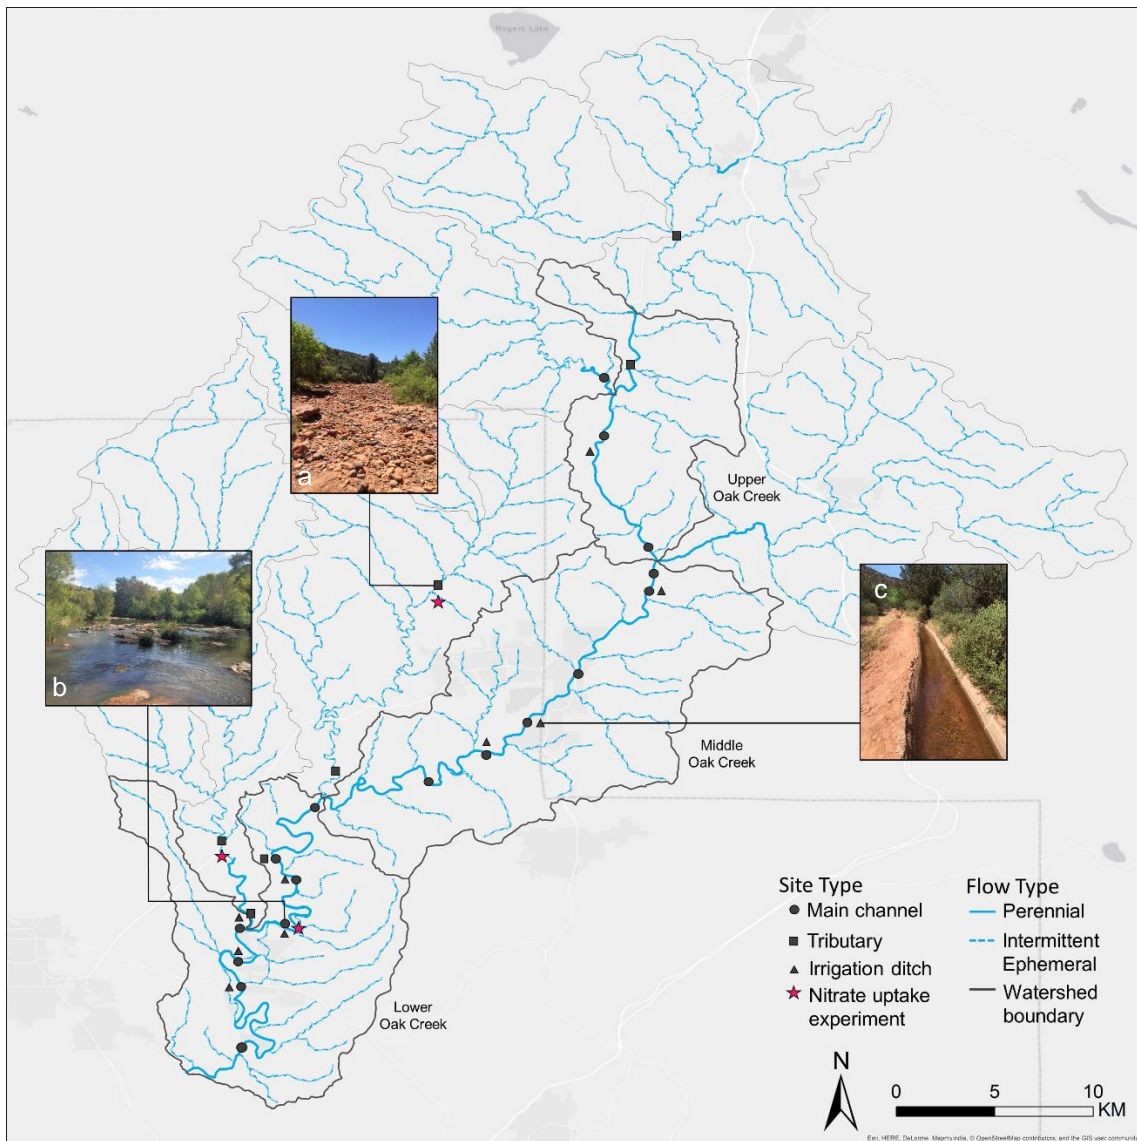 Rogers Lake
a
Upper
Oak Creek
b
c
Middle
Oak Creek
Lower
Oak Creek
Site Type
Main channel
Tributary
Irrigation ditch
Nitrate uptake
experiment
Flow Type
Perennial
Intermittent
Ephemeral
Watershed
boundary
N
0 5 10
KM
Esri, HERE, DeLorme, MapmyIndia, © OpenStreetMap contributors, and the GIS user community